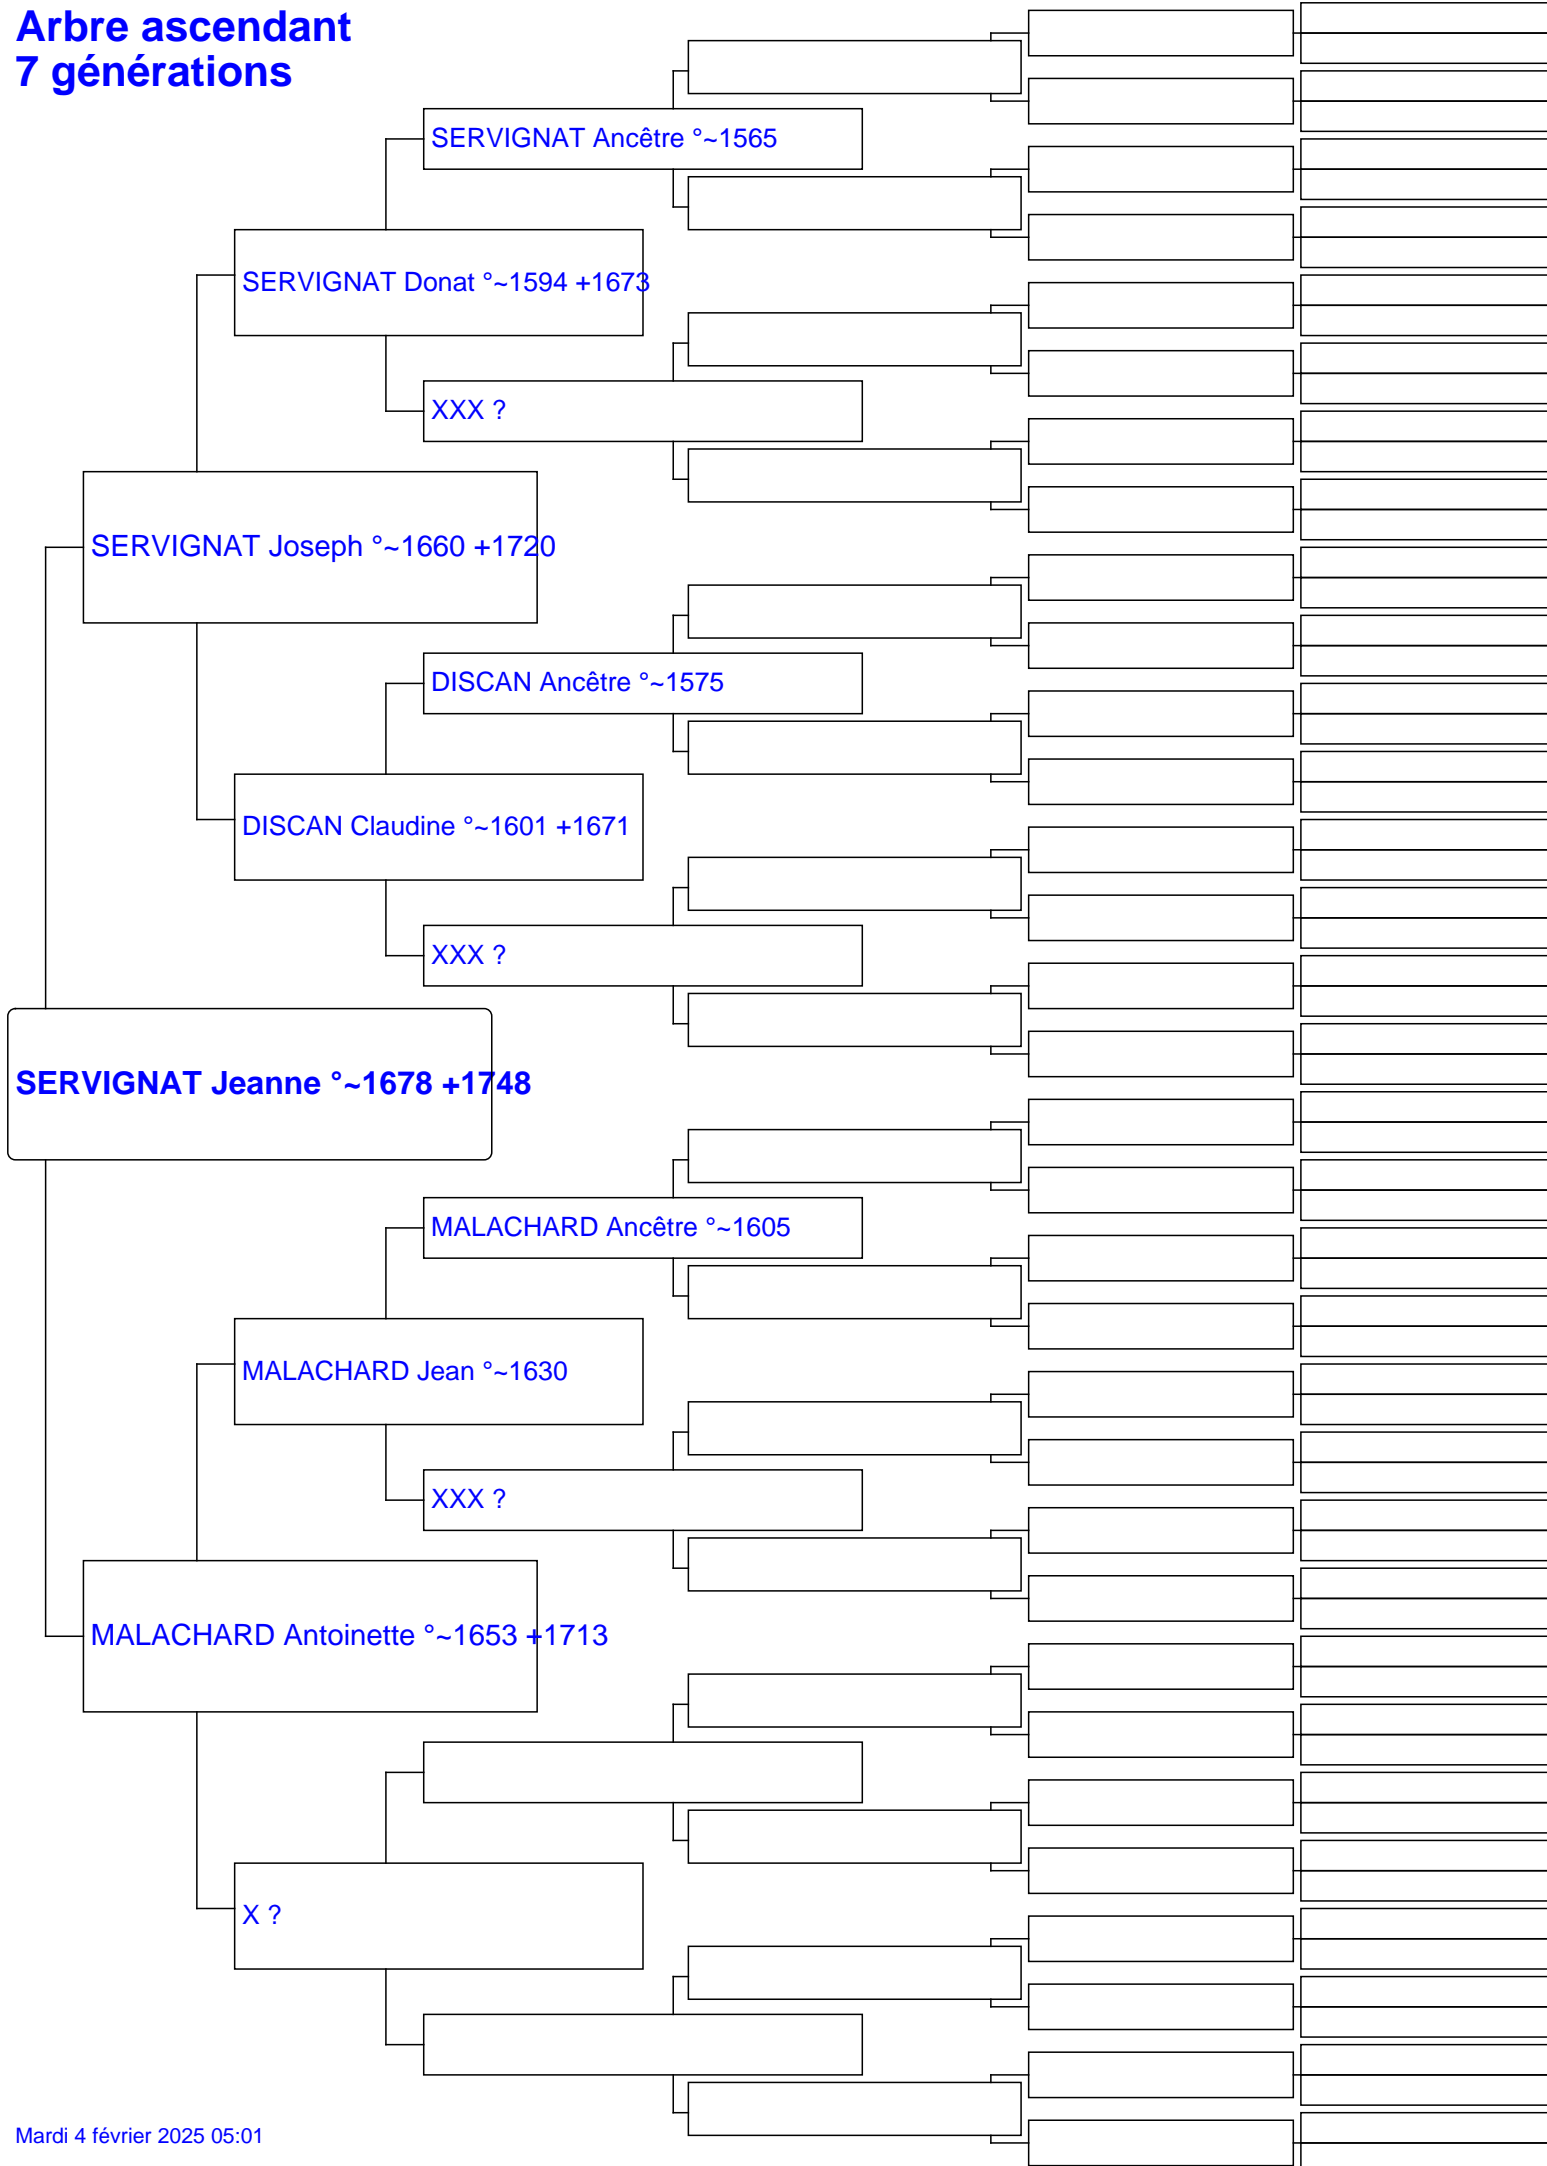 Arbre ascendant
7 générations
SERVIGNAT Ancêtre °~1565
SERVIGNAT Donat °~1594 +1673
XXX ?
SERVIGNAT Joseph °~1660 +1720
DISCAN Ancêtre °~1575
DISCAN Claudine °~1601 +1671
XXX ?
SERVIGNAT Jeanne °~1678 +1748
MALACHARD Ancêtre °~1605
MALACHARD Jean °~1630
XXX ?
MALACHARD Antoinette °~1653 +1713
X ?
Mardi 4 février 2025 05:01